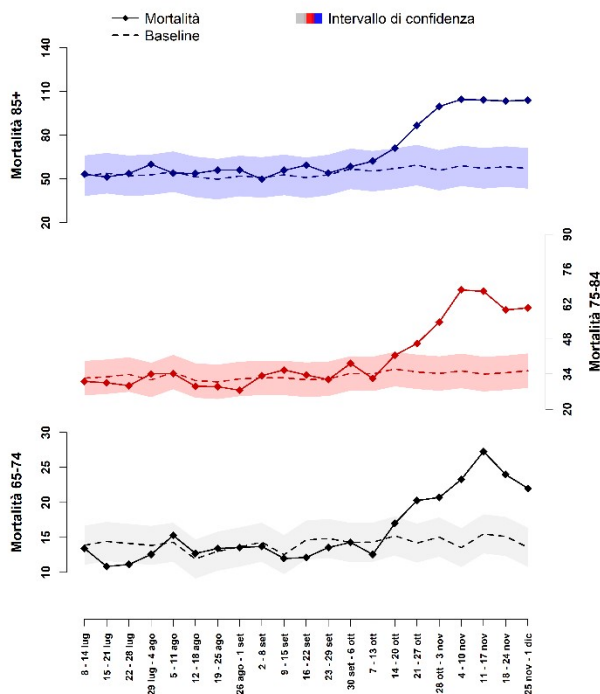 Mortalità
Baseline
Intervallo di confidenza
Mortalità 85+
140
110
80
50
20
Mortalità 75-84
90
76
62
48
34
20
Mortalità 65-74
30
25
20
15
10
8 - 14 lug
15 - 21 lug
22 - 28 lug
29 lug - 4 ago
5 - 11 ago
12 - 18 ago
19 - 25 ago
26 ago - 1 set
2 - 8 set
9 - 15 set
16 - 22 set
23 - 29 set
30 set - 6 ott
7 - 13 ott
14 - 20 ott
21 - 27 ott
28 ott - 3 nov
4 - 10 nov
11 - 17 nov
18 - 24 nov
25 nov - 1 dic